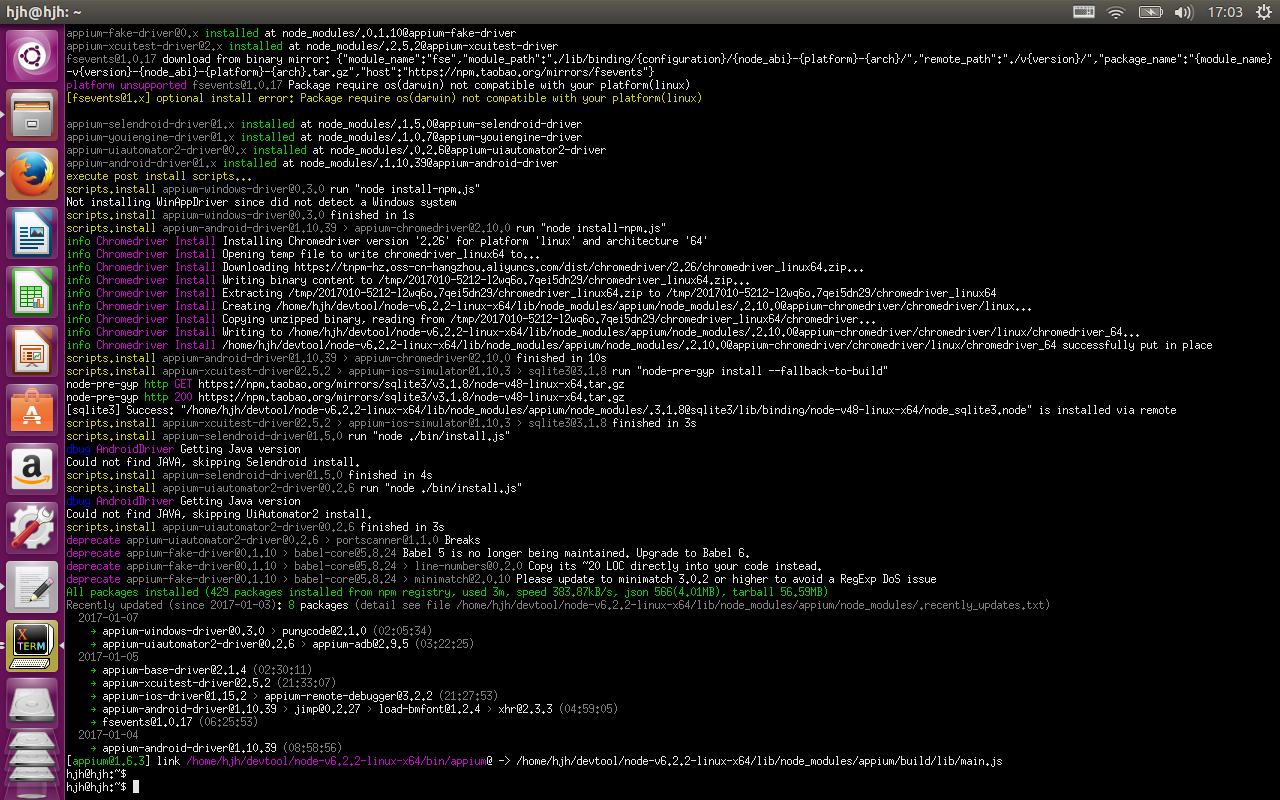 hjh@hjh: ~
17:03
appium-fake-driver@0.x installed at node_modules/.0.1.10@appium-fake-driver
appium-xcuitest-driver@2.x installed at node_modules/.2.5.2@appium-xcuitest-driver
fsevents@1.0.17 download from binary mirror: {"module_name":"fse","module_path":"./lib/binding/{configuration}/{node_abi}-{platform}-{arch}/","remote_path":"./v{version}/","package_name":"{module_name}
-v{version}-{node_abi}-{platform}-{arch}.tar.gz","host":"https://npm.taobao.org/mirrors/fsevents"}
platform unsupported fsevents@1.0.17 Package require os(darwin) not compatible with your platform(linux)
[fsevents@1.x] optional install error: Package require os(darwin) not compatible with your platform(linux)
appium-selendroid-driver@1.x installed at node_modules/.1.5.0@appium-selendroid-driver
appium-youiengine-driver@1.x installed at node_modules/.1.0.7@appium-youiengine-driver
appium-uiautomator2-driver@0.x installed at node_modules/.0.2.6@appium-uiautomator2-driver
appium-android-driver@1.x installed at node_modules/.1.10.39@appium-android-driver
execute post install scripts...
scripts.install appium-windows-driver@0.3.0 run "node install-npm.js"
Not installing WinAppDriver since did not detect a Windows system
scripts.install appium-windows-driver@0.3.0 finished in 1s
scripts.install appium-android-driver@1.10.39 › appium-chromedriver@2.10.0 run "node install-npm.js"
info Chromedriver Install Installing Chromedriver version '2.26' for platform 'linux' and architecture '64'
info Chromedriver Install Opening temp file to write chromedriver_linux64 to...
info Chromedriver Install Downloading https://tnpm-hz.oss-cn-hangzhou.aliyuncs.com/dist/chromedriver/2.26/chromedriver_linux64.zip...
info Chromedriver Install Writing binary content to /tmp/2017010-5212-12wq6o.7qei5dn29/chromedriver_linux64.zip...
info Chromedriver Install Extracting /tmp/2017010-5212-12wq6o.7qei5dn29/chromedriver_linux64.zip to /tmp/2017010-5212-12wq6o.7qei5dn29/chromedriver_linux64
info Chromedriver Install Creating /home/hjh/devtool/node-v6.2.2-linux-x64/lib/node_modules/appium/node_modules/.2.10.0@appium-chromedriver/chromedriver/linux...
info Chromedriver Install Copying unzipped binary, reading from /tmp/2017010-5212-12wq6o.7qei5dn29/chromedriver_linux64/chromedriver...
info Chromedriver Install Writing to /home/hjh/devtool/node-v6.2.2-linux-x64/lib/node_modules/appium/node_modules/.2.10.0@appium-chromedriver/chromedriver/linux/chromedriver_64...
info Chromedriver Install /home/hjh/devtool/node-v6.2.2-linux-x64/lib/node_modules/appium/node_modules/.2.10.0@appium-chromedriver/chromedriver/linux/chromedriver_64 successfully put in place
scripts.install appium-android-driver@1.10.39 › appium-chromedriver@2.10.0 finished in 10s
scripts.install appium-xcuitest-driver@2.5.2 › appium-ios-simulator@1.10.3 › sqlite3@3.1.8 run "node-pre-gyp install --fallback-to-build"
node-pre-gyp http GET https://npm.taobao.org/mirrors/sqlite3/v3.1.8/node-v48-linux-x64.tar.gz
node-pre-gyp http 200 https://npm.taobao.org/mirrors/sqlite3/v3.1.8/node-v48-linux-x64.tar.gz
[sqlite3] Success: "/home/hjh/devtool/node-v6.2.2-linux-x64/lib/node_modules/appium/node_modules/.3.1.8@sqlite3/lib/binding/node-v48-linux-x64/node_sqlite3.node" is installed via remote
scripts.install appium-xcuitest-driver@2.5.2 › appium-ios-simulator@1.10.3 › sqlite3@3.1.8 finished in 3s
scripts.install appium-selendroid-driver@1.5.0 run "node ./bin/install.js"
dbug AndroidDriver Getting Java version
Could not find JAVA, skipping Selendroid install.
scripts.install appium-selendroid-driver@1.5.0 finished in 4s
scripts.install appium-uiautomator2-driver@0.2.6 run "node ./bin/install.js"
dbug AndroidDriver Getting Java version
Could not find JAVA, skipping UiAutomator2 install.
scripts.install appium-uiautomator2-driver@0.2.6 finished in 3s
deprecate appium-uiautomator2-driver@0.2.6 › portscanner@1.1.0 Breaks
deprecate appium-fake-driver@0.1.10 › babel-core@5.8.24 Babel 5 is no longer being maintained. Upgrade to Babel 6.
deprecate appium-fake-driver@0.1.10 › babel-core@5.8.24 › line-numbers@0.2.0 Copy its ~20 LOC directly into your code instead.
deprecate appium-fake-driver@0.1.10 › babel-core@5.8.24 › minimatch@2.0.10 Please update to minimatch 3.0.2 or higher to avoid a RegExp DoS issue
All packages installed (429 packages installed from npm registry, used 3m, speed 383.87kB/s, json 566(4.01MB), tarball 56.59MB)
Recently updated (since 2017-01-03): 8 packages (detail see file /home/hjh/devtool/node-v6.2.2-linux-x64/lib/node_modules/appium/node_modules/.recently_updates.txt)
2017-01-07
→ appium-windows-driver@0.3.0 › punycode@2.1.0 (02:05:34)
→ appium-uiautomator2-driver@0.2.6 › appium-adb@2.9.5 (03:22:25)
2017-01-05
→ appium-base-driver@2.1.4 (02:30:11)
→ appium-xcuitest-driver@2.5.2 (21:33:07)
→ appium-ios-driver@1.15.2 › appium-remote-debugger@3.2.2 (21:27:53)
→ appium-android-driver@1.10.39 › jimp@0.2.27 › load-bmfont@1.2.4 › xhr@2.3.3 (04:59:05)
→ fsevents@1.0.17 (06:25:53)
2017-01-04
→ appium-android-driver@1.10.39 (08:58:56)
[appium@1.6.3] link /home/hjh/devtool/node-v6.2.2-linux-x64/bin/appium@ -> /home/hjh/devtool/node-v6.2.2-linux-x64/lib/node_modules/appium/build/lib/main.js
hjh@hjh:~$
hjh@hjh:~$
a
X
TERM